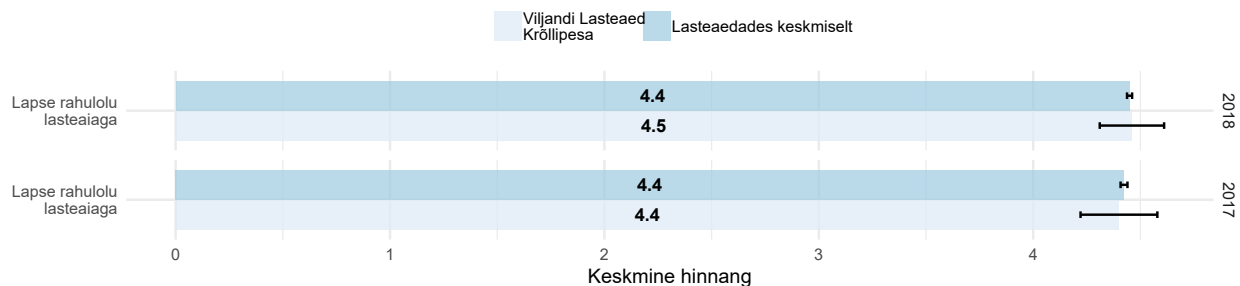 Viljandi Lasteaed
Krõllipesa
Lasteaedades keskmiselt
Lapse rahulolu
lasteaiaga
4.4
4.5
2018
Lapse rahulolu
lasteaiaga
4.4
4.4
2017
0 1 2 3 4
Keskmine hinnang